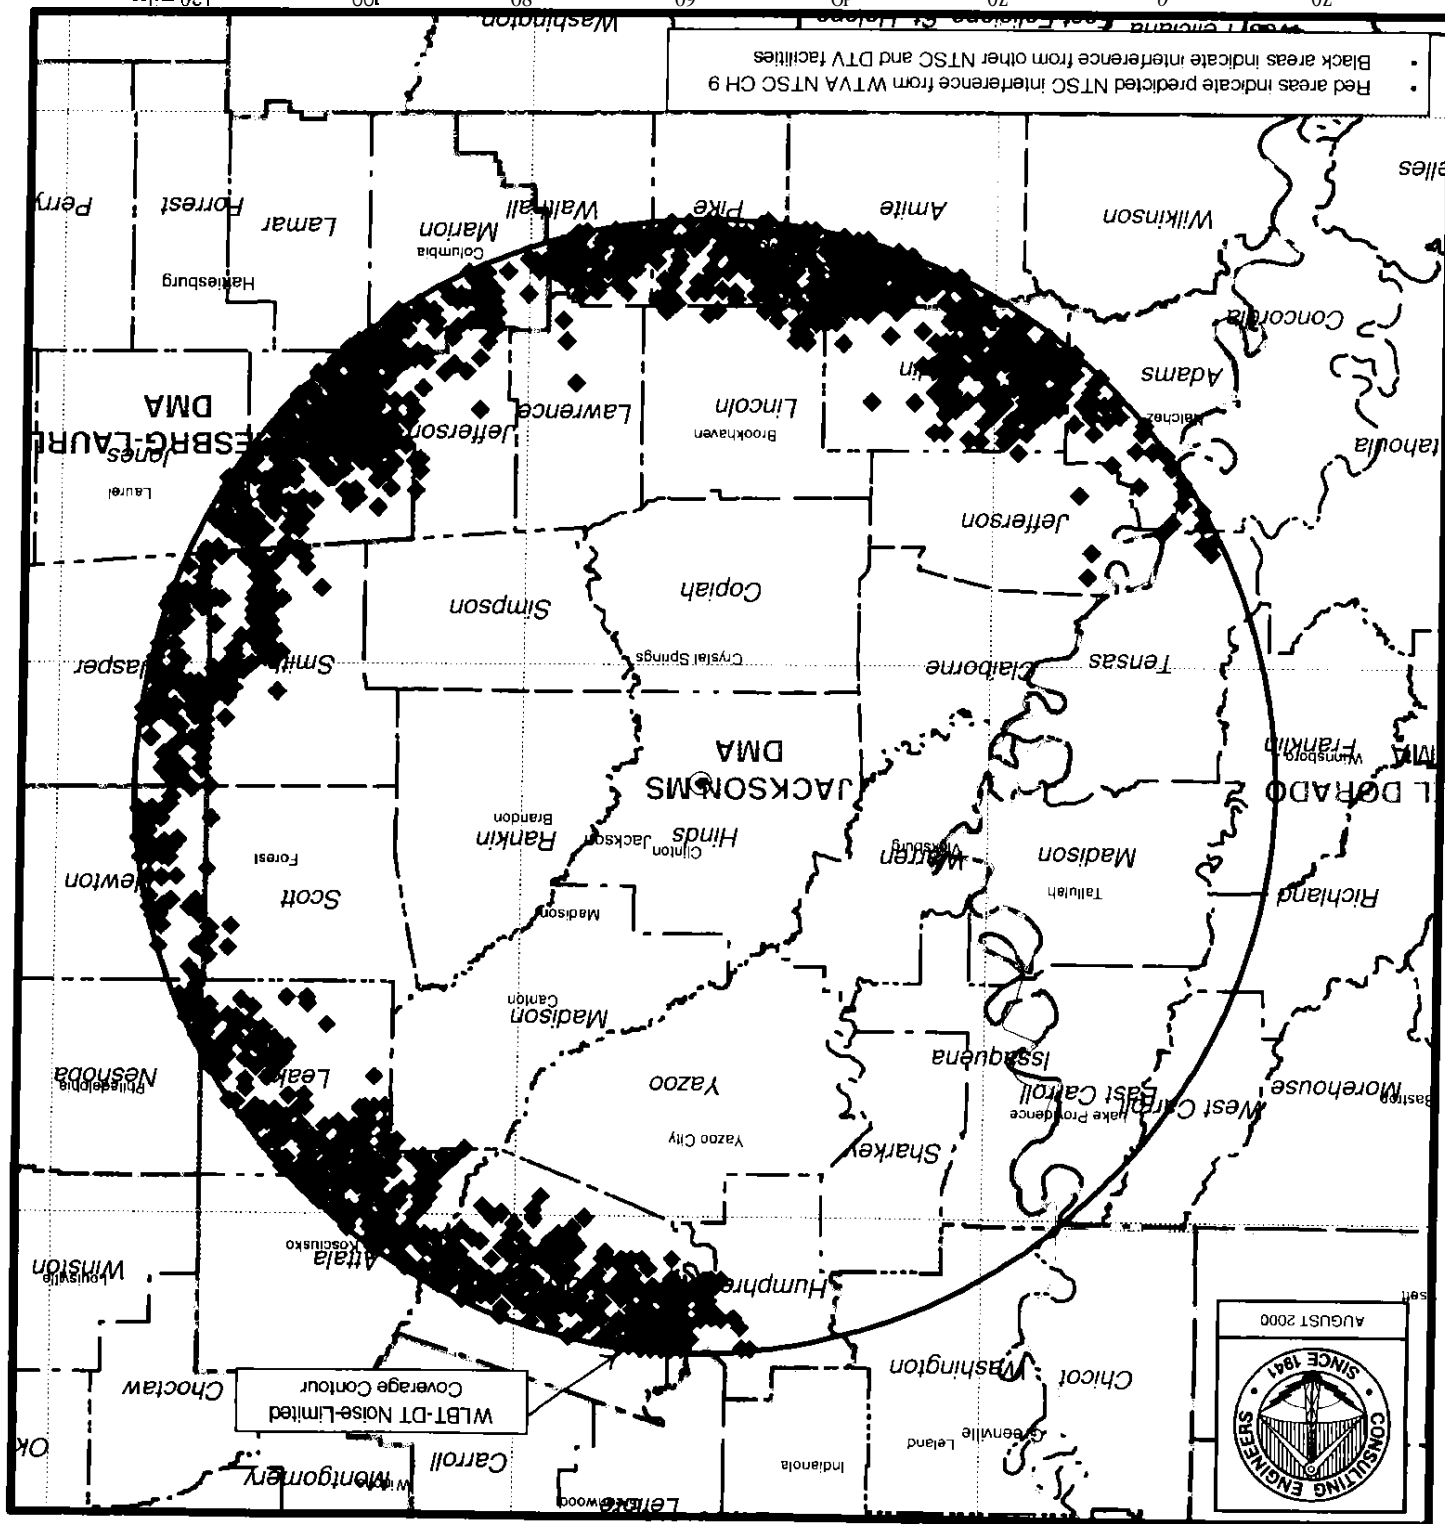 Leflore
CONSULTING ENGINEERS
SINCE 1941
AUGUST 2000
Indianola
Leland
Greenville
Carroll
Montgomery
WLBT-DT Noise-Limited
Coverage Contour
Choctaw
Chicot
Washington
Attala
Kosciusko
Winston
Louisville
Sharkey
Yazoo City
Yazoo
Morehouse
West Carroll
East Carroll
Lake Providence
Issaquena
Leake
Neshoba
Philadelphia
Madison
Canton
Madison
Richland
Madison
Tallulah
Warren
Vicksburg
Hinds
Clinton
Jackson
Rankin
Brandon
Scott
Forest
JACKSON MS
DMA
Franklin
Winnsboro
Tensas
Claiborne
Crystal Springs
Copiah
Simpson
Smith
Jefferson
Laurel
Jones
Brookhaven
Lincoln
Lawrence
Jefferson
DMA
Natchez
Adams
Concordia
Wilkinson
Amite
Pike
Walthall
Columbia
Marion
Lamar
Hattiesburg
Forrest
Perry
• Red areas indicate predicted NTSC interference from WTVA NTSC CH 9
• Black areas indicate interference from other NTSC and DTV facilities
Washington